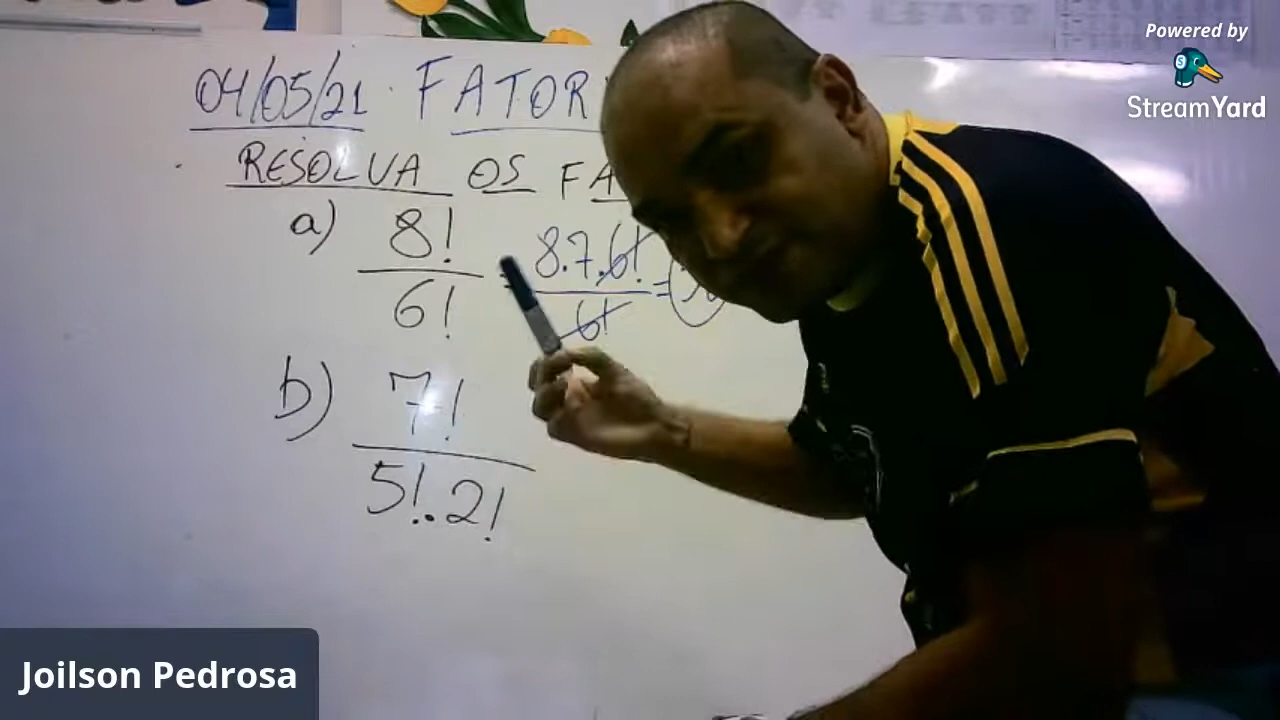 Powered by
StreamYard
04/05/21 FATOR
RESOLVA OS FA
a) 8! = 8.7.6! =
6! 6!
b) 7!
5!.2!
Joilson Pedrosa